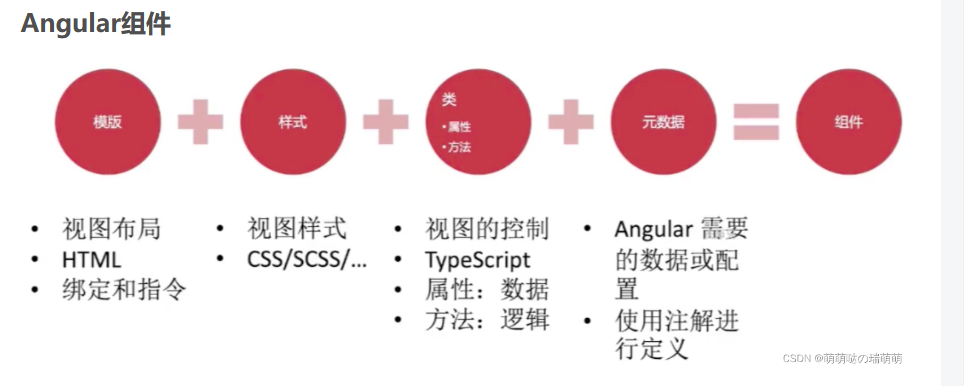 Angular组件
模版
样式
类
• 属性
• 方法
元数据
组件
• 视图布局
• HTML
• 绑定和指令
• 视图样式
• CSS/SCSS/...
• 视图的控制
• TypeScript
• 属性：数据
• 方法：逻辑
• Angular 需要
的数据或配
置
• 使用注解进
行定义
CSDN @萌萌哒の瑞萌萌